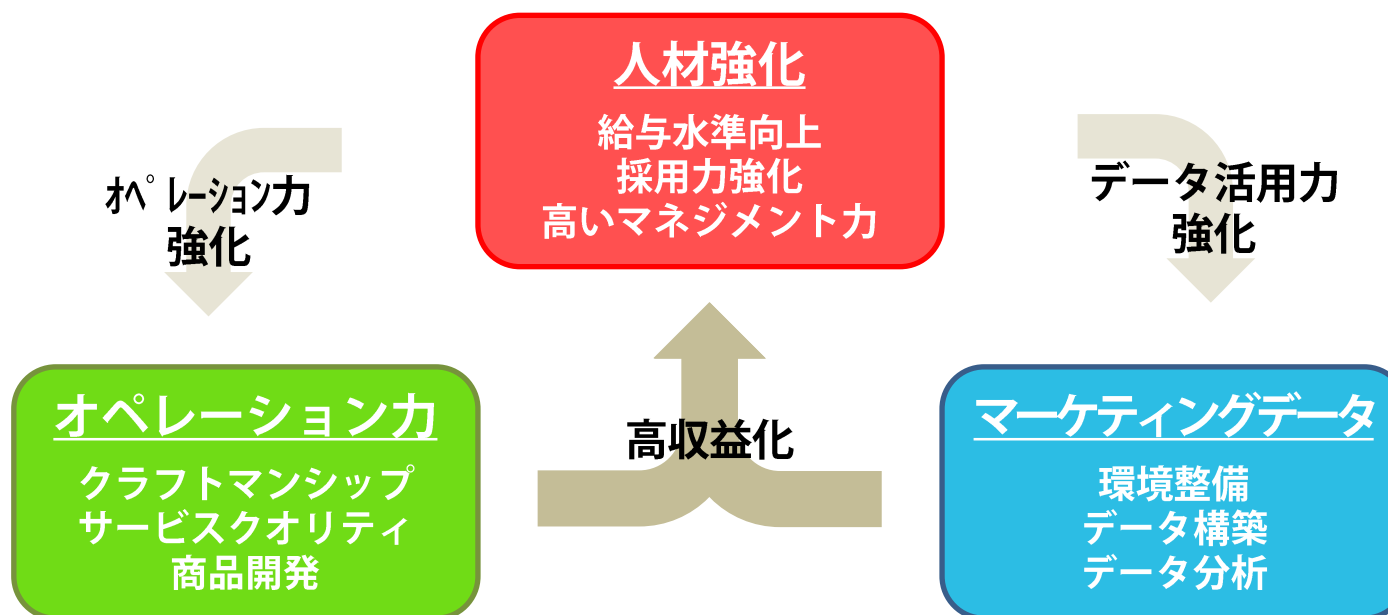 人材強化
給与水準向上
採用力強化
高いマネジメント力
ｵﾍﾟﾚｰｼｮﾝ力
強化
データ活用力
強化
オペレーション力
クラフトマンシップ
サービスクオリティ
商品開発
高収益化
マーケティングデータ
環境整備
データ構築
データ分析